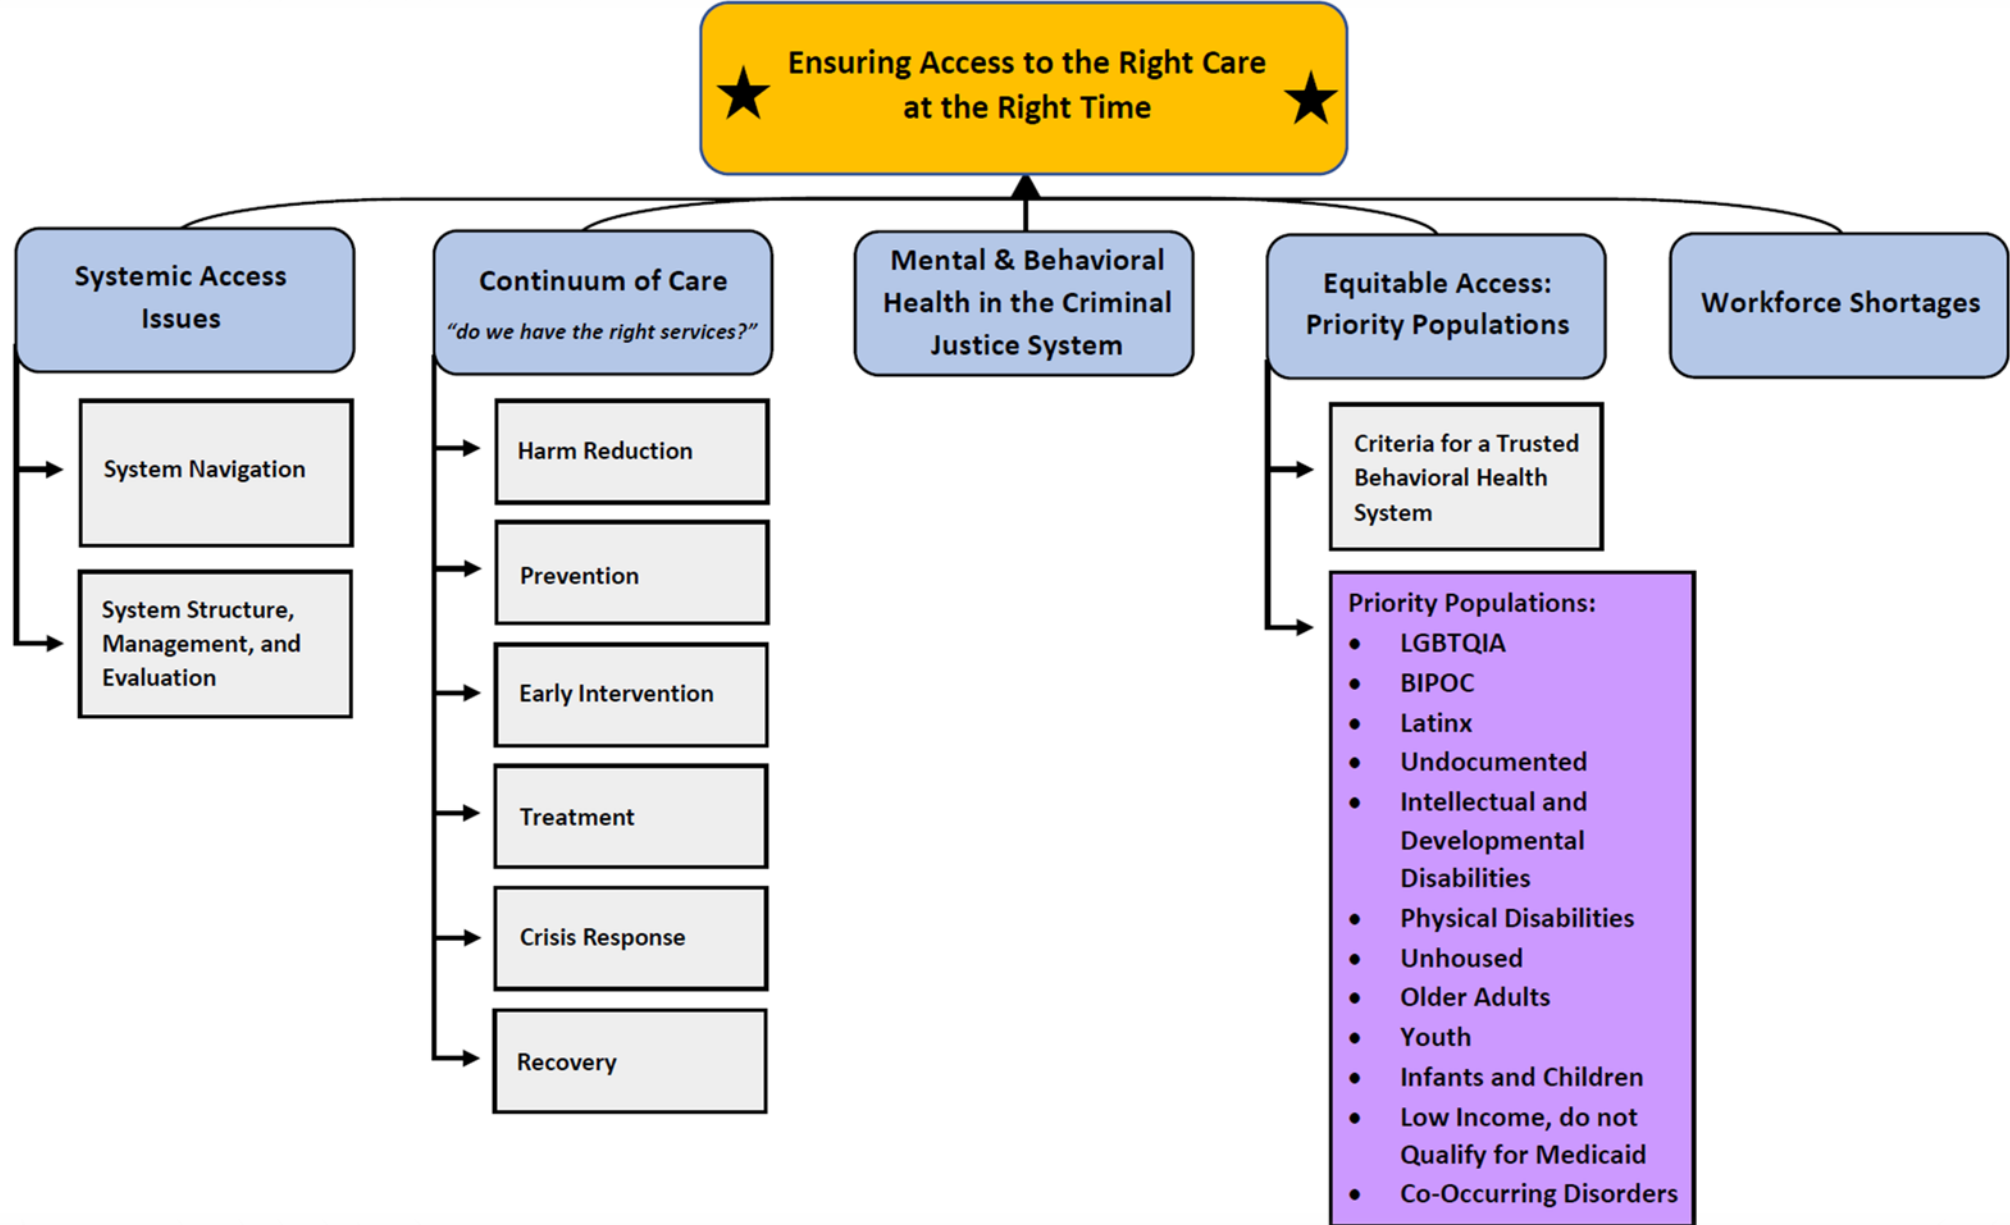 Ensuring Access to the Right Care
at the Right Time
Systemic Access
Issues
System Navigation
System Structure,
Management, and
Evaluation
Continuum of Care
“do we have the right services?”
Harm Reduction
Prevention
Early Intervention
Treatment
Crisis Response
Recovery
Mental & Behavioral
Health in the Criminal
Justice System
Equitable Access:
Priority Populations
Criteria for a Trusted
Behavioral Health
System
Priority Populations:
• LGBTQIA
• BIPOC
• Latinx
• Undocumented
• Intellectual and
Developmental
Disabilities
• Physical Disabilities
• Unhoused
• Older Adults
• Youth
• Infants and Children
• Low Income, do not
Qualify for Medicaid
• Co-Occurring Disorders
Workforce Shortages